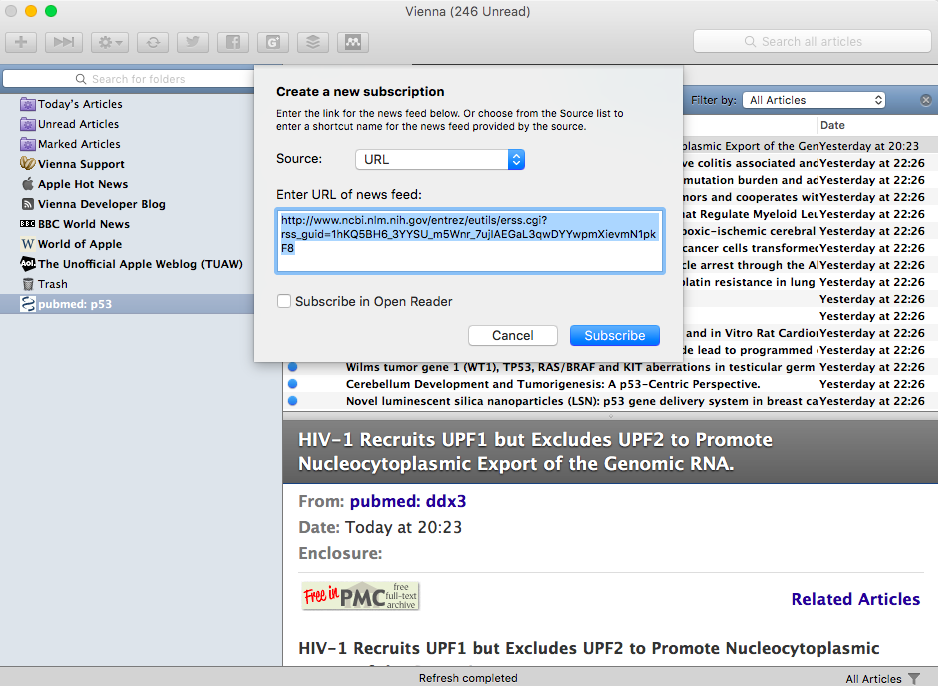 Vienna (246 Unread)
Search all articles
Search for folders
Today's Articles
Unread Articles
Marked Articles
Vienna Support
Apple Hot News
Vienna Developer Blog
BBC World News
World of Apple
The Unofficial Apple Weblog (TUAW)
Trash
pubmed: p53
Create a new subscription
Enter the link for the news feed below. Or choose from the Source list to
enter a shortcut name for the news feed provided by the source.
Source: URL
Enter URL of news feed:
http://www.ncbi.nlm.nih.gov/entrez/eutils/erss.cgi?
rss_guid=1hKQ5BH6_3YYSU_m5Wnr_7ujlAEGaL3qwDYYwpmXievmN1pk
F8
Subscribe in Open Reader
Cancel Subscribe
Filter by: All Articles
Date
plasmic Export of the Gen Yesterday at 20:23
ve colitis associated anc Yesterday at 22:26
mutation burden and ac Yesterday at 22:26
nors and cooperates wit Yesterday at 22:26
at Regulate Myeloid Leu Yesterday at 22:26
poxic-ischemic cerebral Yesterday at 22:26
cancer cells transforme Yesterday at 22:26
cle arrest through the A Yesterday at 22:26
platin resistance in lung Yesterday at 22:26
Yesterday at 22:26
Yesterday at 22:26
and in Vitro Rat Cardio Yesterday at 22:26
de lead to programmed Yesterday at 22:26
Wilms tumor gene 1 (WT1), TP53, RAS/BRAF and KIT aberrations in testicular germ Yesterday at 22:26
Cerebellum Development and Tumorigenesis: A p53-Centric Perspective. Yesterday at 22:26
Novel luminescent silica nanoparticles (LSN): p53 gene delivery system in breast ca Yesterday at 22:26
HIV-1 Recruits UPF1 but Excludes UPF2 to Promote
Nucleocytoplasmic Export of the Genomic RNA.
From: pubmed: ddx3
Date: Today at 20:23
Enclosure:
Free in PMC free
full-text
archive
Related Articles
HIV-1 Recruits UPF1 but Excludes UPF2 to Promote Nucleocytoplasmic
Refresh completed
All Articles